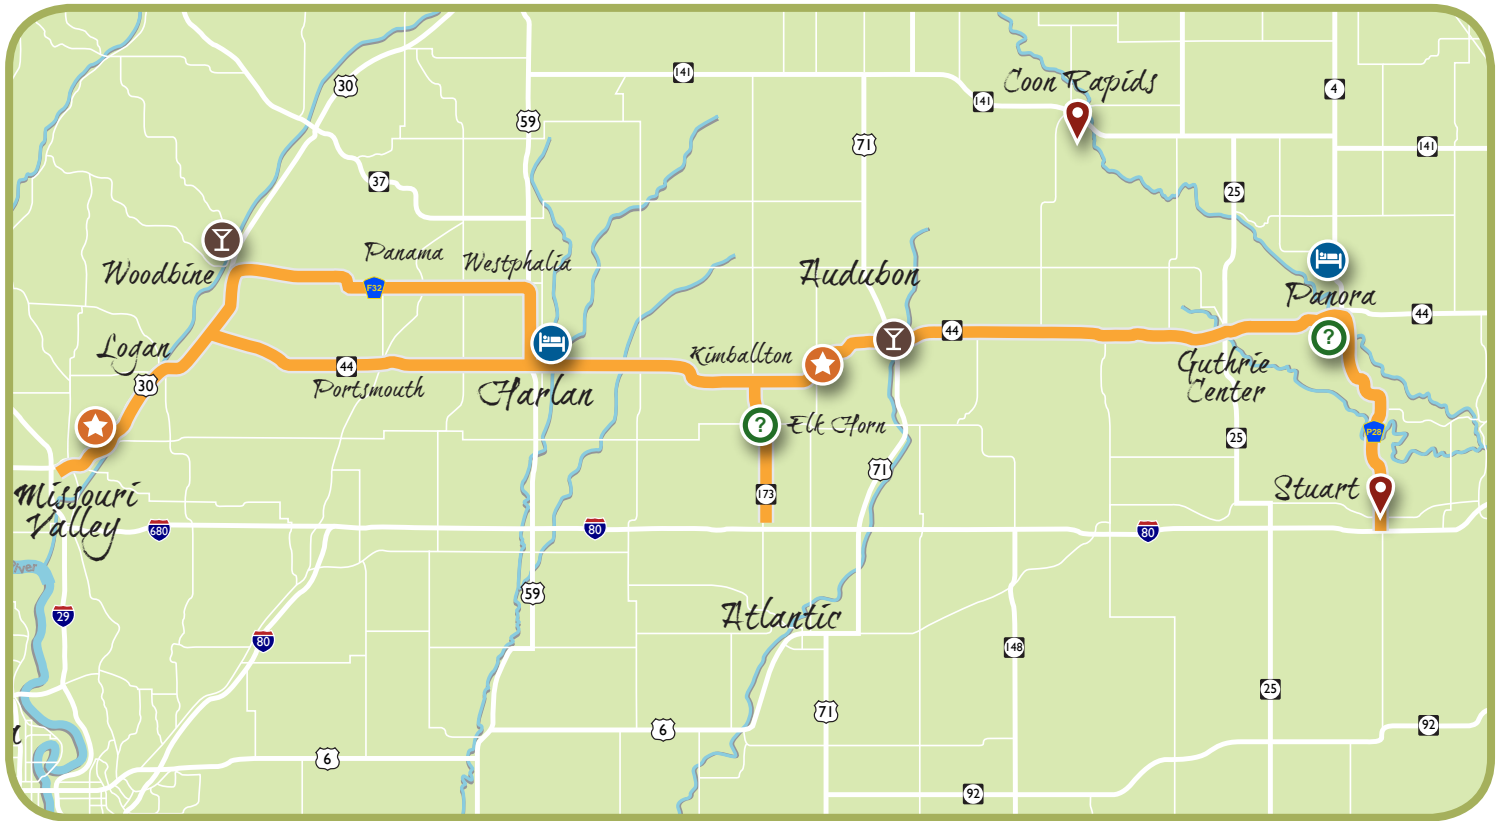 30
141
Coon Rapids
4
141
59
71
141
37
25
Woodbine
Panama
Westphalia
Audubon
F32
Panora
44
44
Logan
30
44
Portsmouth
Harlan
Kimballton
Guthrie
Center
?
?
Elk Horn
P28
25
71
173
Stuart
Missouri
Valley
680
80
80
River
59
29
80
Atlantic
148
25
71
6
6
92
92